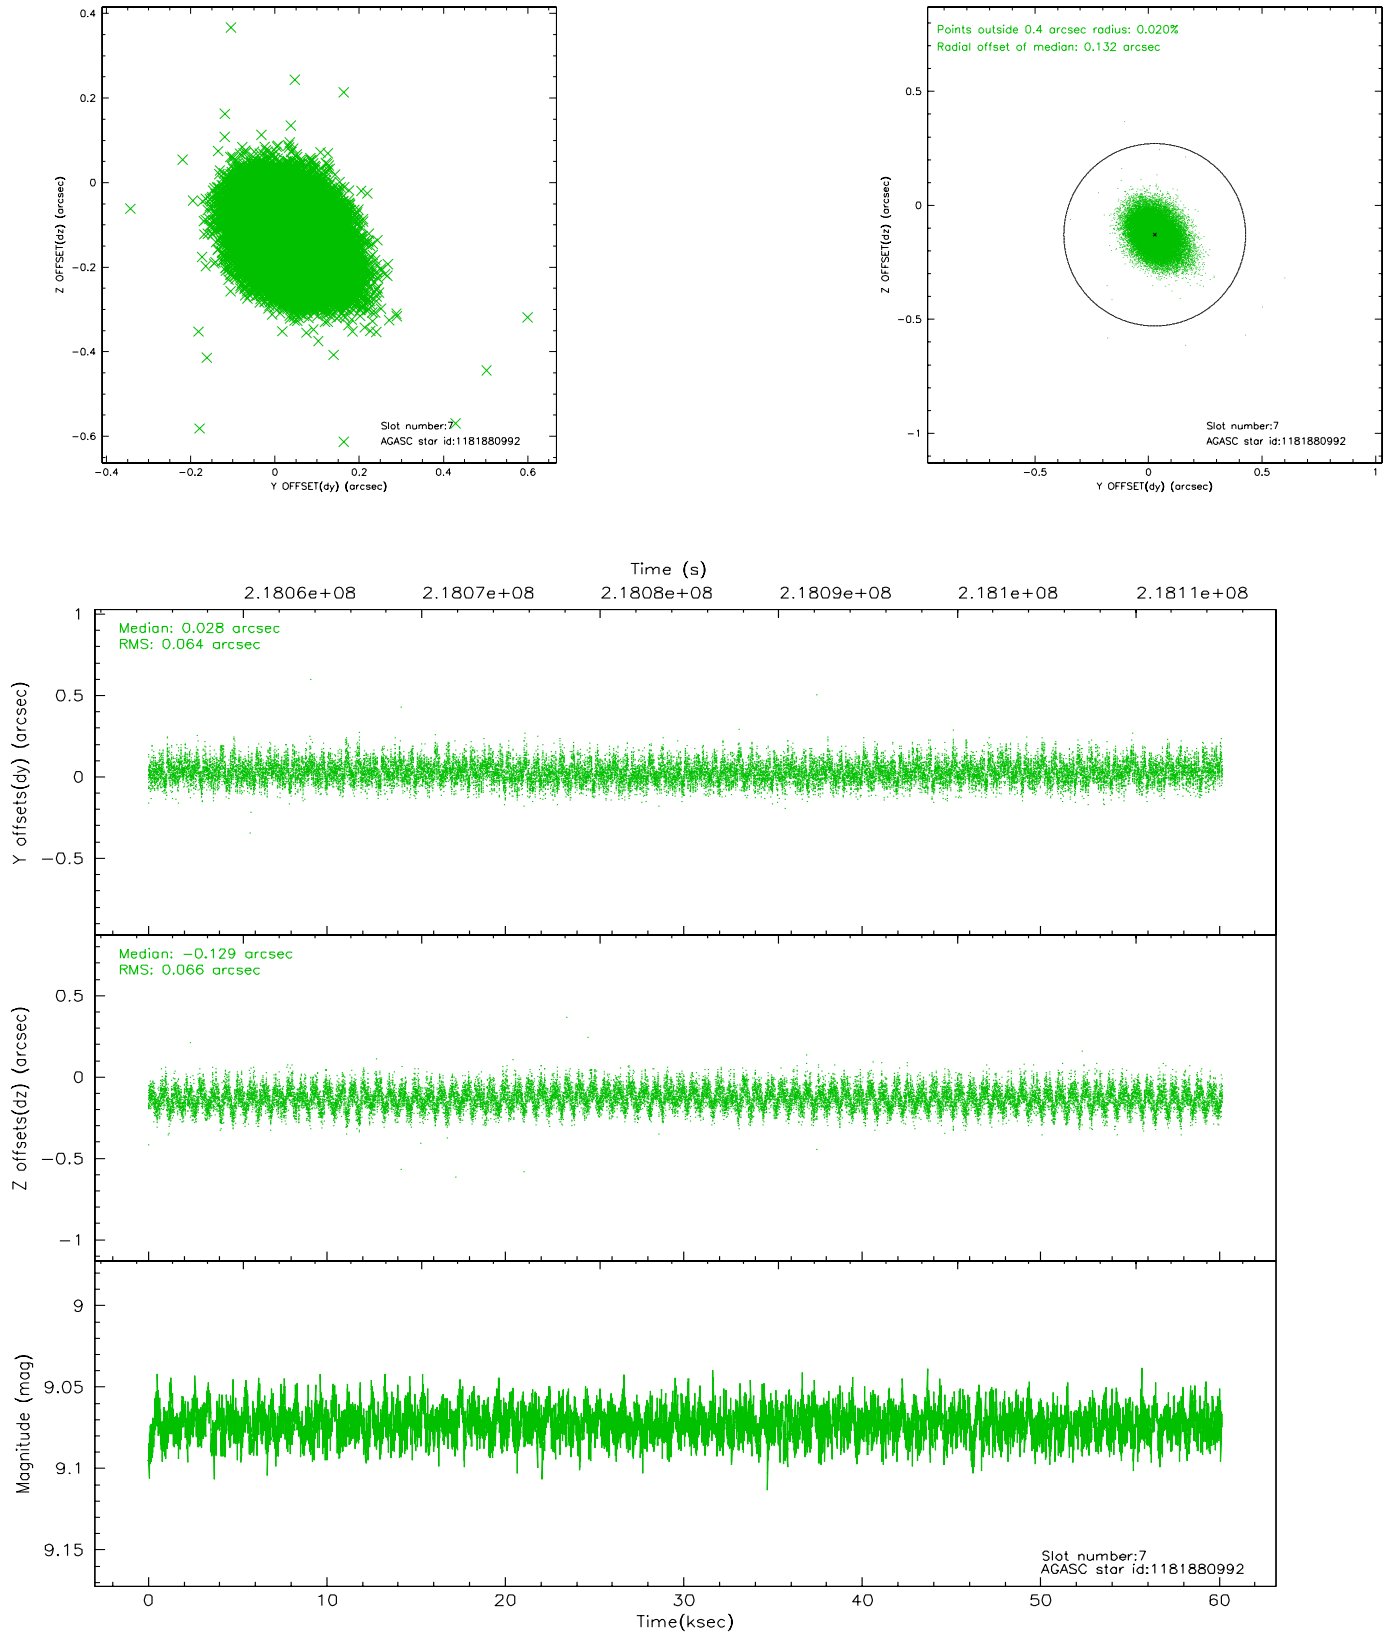 0.4
0.2
0
−0.2
−0.4
−0.6
Z OFFSET(dz) (arcsec)
−0.4 −0.2 0 0.2 0.4 0.6
Y OFFSET(dy) (arcsec)
Slot number:7
AGASC star id:1181880992
Points outside 0.4 arcsec radius: 0.020%
Radial offset of median: 0.132 arcsec
0.5
0
−0.5
−1
Z OFFSET(dz) (arcsec)
−0.5 0 0.5 1
Y OFFSET(dy) (arcsec)
Slot number:7
AGASC star id:1181880992
Time (s)
2.1806e+08 2.1807e+08 2.1808e+08 2.1809e+08 2.181e+08 2.1811e+08
Median: 0.028 arcsec
RMS: 0.064 arcsec
1
0.5
0
−0.5
Y offsets(dy) (arcsec)
Median: −0.129 arcsec
RMS: 0.066 arcsec
0.5
0
−0.5
−1
Z offsets(dz) (arcsec)
9
9.05
9.1
9.15
Magnitude (mag)
Slot number:7
AGASC star id:1181880992
0 10 20 30 40 50 60
Time(ksec)